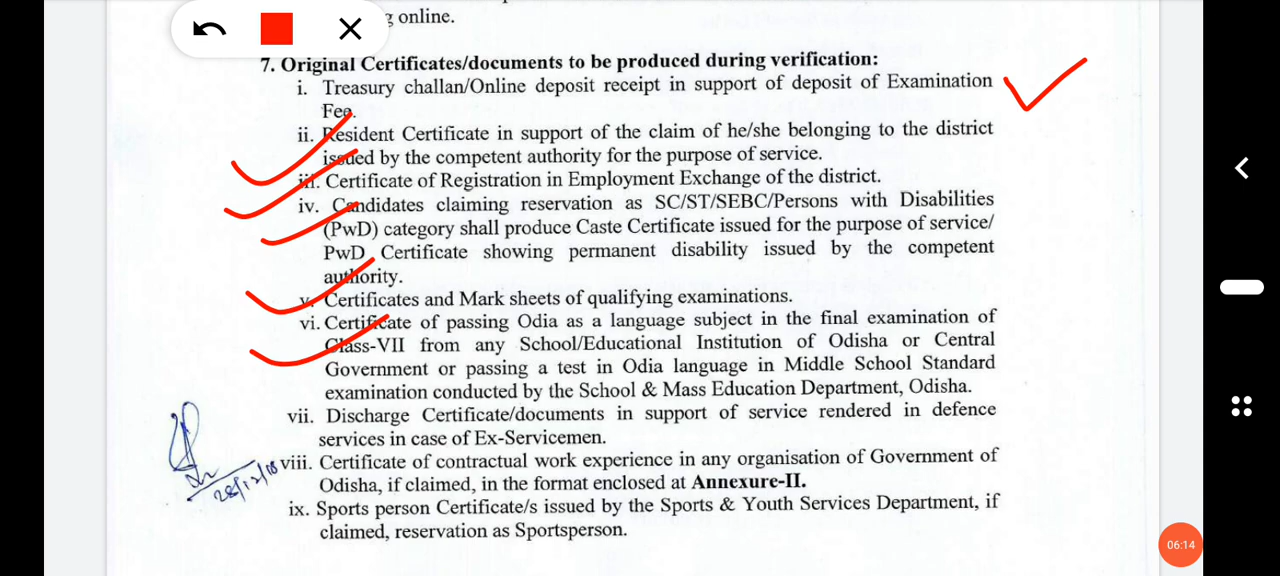 g online.
7. Original Certificates/documents to be produced during verification:
i. Treasury challan/Online deposit receipt in support of deposit of Examination
Fee.
ii. Resident Certificate in support of the claim of he/she belonging to the district
issued by the competent authority for the purpose of service.
iii. Certificate of Registration in Employment Exchange of the district.
iv. Candidates claiming reservation as SC/ST/SEBC/Persons with Disabilities
(PwD) category shall produce Caste Certificate issued for the purpose of service/
PwD Certificate showing permanent disability issued by the competent
authority.
v. Certificates and Mark sheets of qualifying examinations.
vi. Certificate of passing Odia as a language subject in the final examination of
Class-VII from any School/Educational Institution of Odisha or Central
Government or passing a test in Odia language in Middle School Standard
examination conducted by the School & Mass Education Department, Odisha.
vii. Discharge Certificate/documents in support of service rendered in defence
services in case of Ex-Servicemen.
viii. Certificate of contractual work experience in any organisation of Government of
Odisha, if claimed, in the format enclosed at Annexure-II.
ix. Sports person Certificate/s issued by the Sports & Youth Services Department, if
claimed, reservation as Sportsperson.
28/12/18
06:14